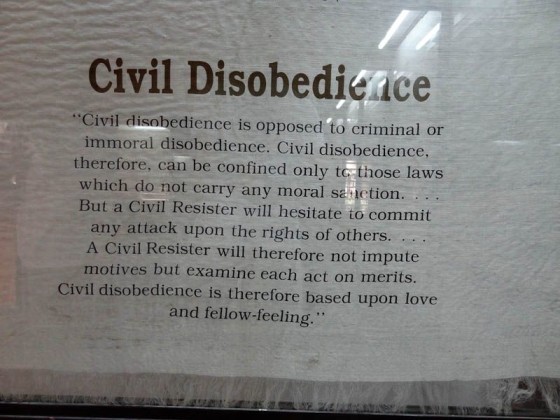 Civil Disobedience
"Civil disobedience is opposed to criminal or
immoral disobedience. Civil disobedience,
therefore, can be confined only to those laws
which do not carry any moral sanction. . . .
But a Civil Resister will hesitate to commit
any attack upon the rights of others. . . .
A Civil Resister will therefore not impute
motives but examine each act on merits.
Civil disobedience is therefore based upon love
and fellow-feeling."